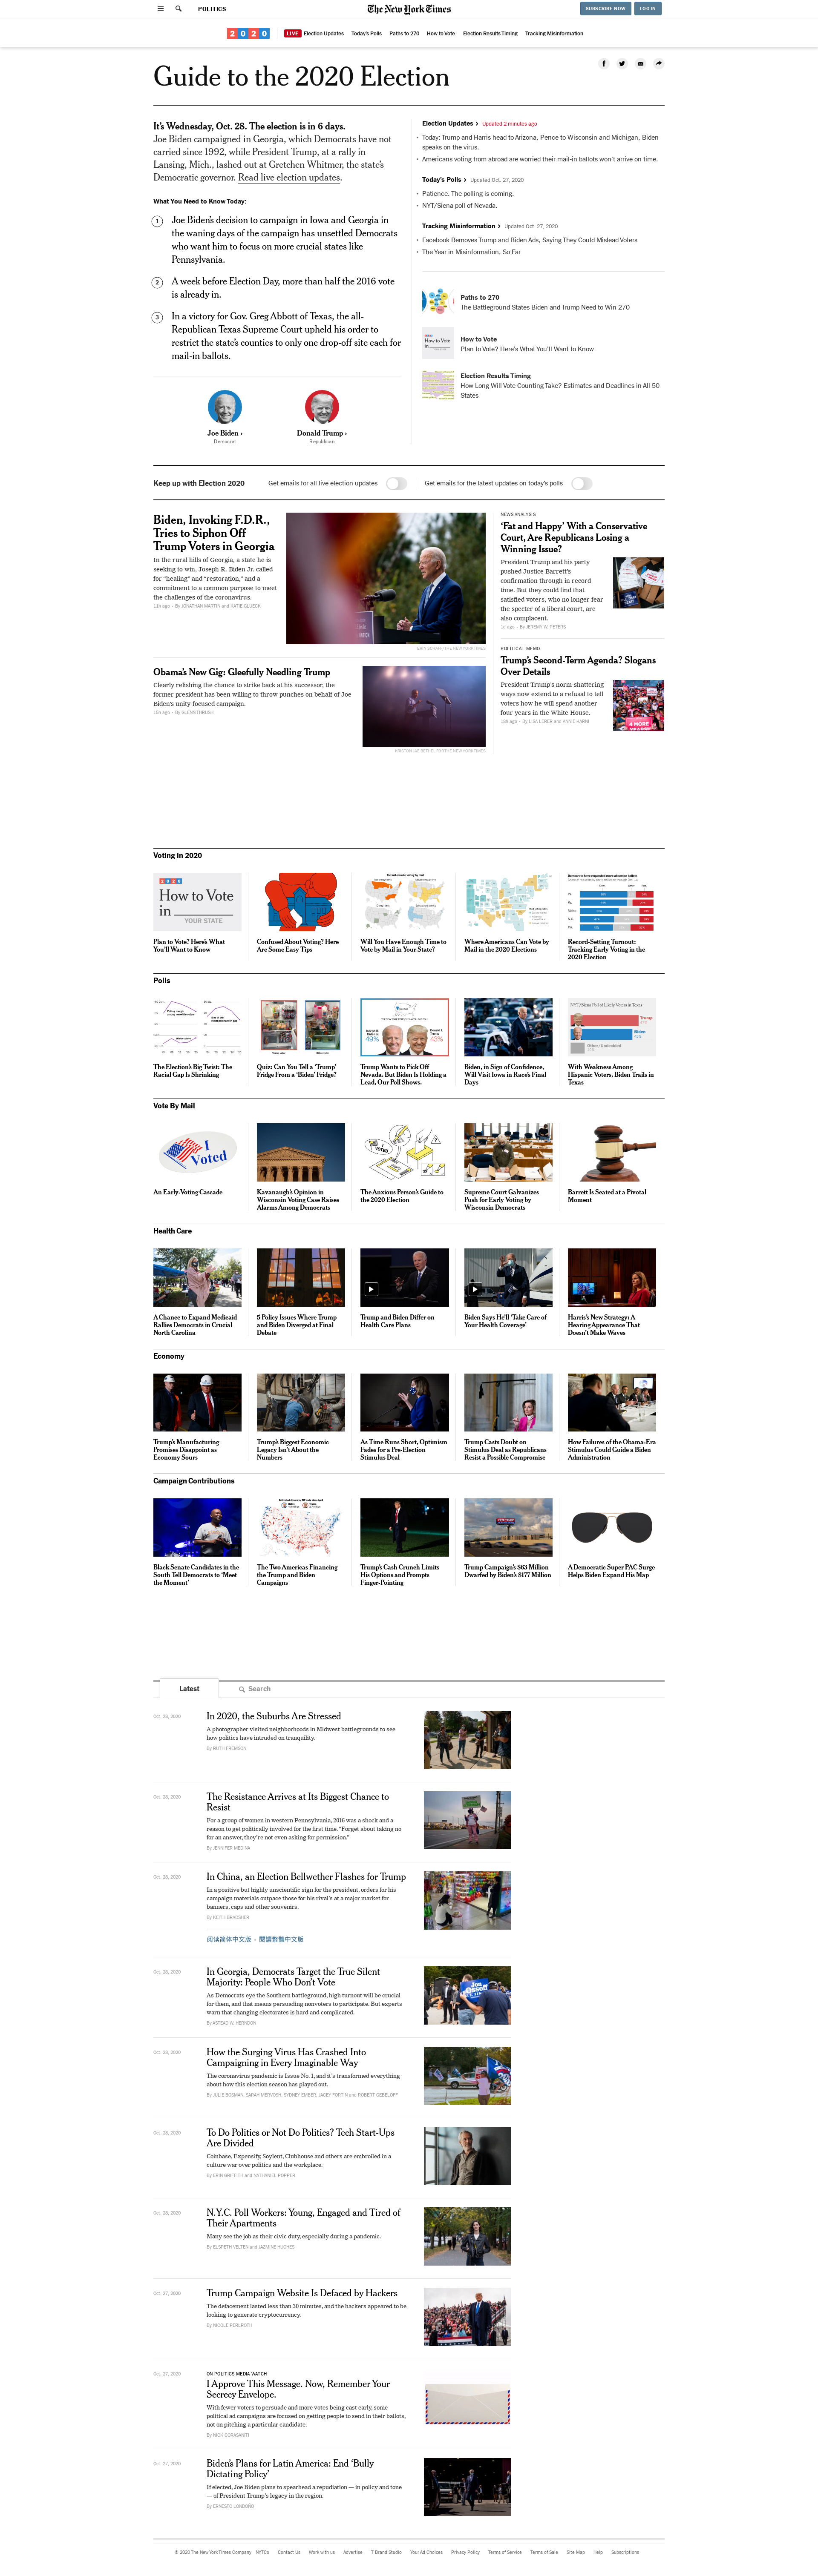 POLITICS
The New York Times
SUBSCRIBE NOW
LOG IN
2020
LIVE Election Updates Today's Polls Paths to 270 How to Vote Election Results Timing Tracking Misinformation
Guide to the 2020 Election
It's Wednesday, Oct. 28. The election is in 6 days.
Joe Biden campaigned in Georgia, which Democrats have not
carried since 1992, while President Trump, at a rally in
Lansing, Mich., lashed out at Gretchen Whitmer, the state's
Democratic governor. Read live election updates.
What You Need to Know Today:
1 Joe Biden's decision to campaign in Iowa and Georgia in
the waning days of the campaign has unsettled Democrats
who want him to focus on more crucial states like
Pennsylvania.
2 A week before Election Day, more than half the 2016 vote
is already in.
3 In a victory for Gov. Greg Abbott of Texas, the all-
Republican Texas Supreme Court upheld his order to
restrict the state's counties to only one drop-off site each for
mail-in ballots.
Joe Biden ›
Democrat
Donald Trump ›
Republican
Election Updates › Updated 2 minutes ago
• Today: Trump and Harris head to Arizona, Pence to Wisconsin and Michigan, Biden
speaks on the virus.
• Americans voting from abroad are worried their mail-in ballots won't arrive on time.
Today's Polls › Updated Oct. 27, 2020
• Patience. The polling is coming.
• NYT/Siena poll of Nevada.
Tracking Misinformation › Updated Oct. 27, 2020
• Facebook Removes Trump and Biden Ads, Saying They Could Mislead Voters
• The Year in Misinformation, So Far
Paths to 270
The Battleground States Biden and Trump Need to Win 270
How to Vote
Plan to Vote? Here's What You'll Want to Know
Election Results Timing
How Long Will Vote Counting Take? Estimates and Deadlines in All 50
States
Keep up with Election 2020
Get emails for all live election updates
Get emails for the latest updates on today's polls
Biden, Invoking F.D.R.,
Tries to Siphon Off
Trump Voters in Georgia
In the rural hills of Georgia, a state he is
seeking to win, Joseph R. Biden Jr. called
for "healing" and "restoration," and a
commitment to a common purpose to meet
the challenges of the coronavirus.
11h ago · By JONATHAN MARTIN and KATIE GLUECK
Obama's New Gig: Gleefully Needling Trump
Clearly relishing the chance to strike back at his successor, the
former president has been willing to throw punches on behalf of Joe
Biden's unity-focused campaign.
15h ago · By GLENN THRUSH
NEWS ANALYSIS
'Fat and Happy' With a Conservative
Court, Are Republicans Losing a
Winning Issue?
President Trump and his party
pushed Justice Barrett's
confirmation through in record
time. But they could find that
satisfied voters, who no longer fear
the specter of a liberal court, are
also complacent.
1d ago · By JEREMY W. PETERS
POLITICAL MEMO
Trump's Second-Term Agenda? Slogans
Over Details
President Trump's norm-shattering
ways now extend to a refusal to tell
voters how he will spend another
four years in the White House.
18h ago · By LISA LERER and ANNIE KARNI
Voting in 2020
2020
How to Vote
in
YOUR STATE
Plan to Vote? Here's What
You'll Want to Know
Confused About Voting? Here
Are Some Easy Tips
Will You Have Enough Time to
Vote by Mail in Your State?
Where Americans Can Vote by
Mail in the 2020 Elections
Record-Setting Turnout:
Tracking Early Voting in the
2020 Election
Polls
The Election's Big Twist: The
Racial Gap Is Shrinking
Quiz: Can You Tell a 'Trump'
Fridge From a 'Biden' Fridge?
49%
43%
Trump Wants to Pick Off
Nevada. But Biden Is Holding a
Lead, Our Poll Shows.
Biden, in Sign of Confidence,
Will Visit Iowa in Race's Final
Days
NYT/Siena Poll of Likely Voters in Texas
Trump
Biden
With Weakness Among
Hispanic Voters, Biden Trails in
Texas
Vote By Mail
I
Voted
An Early-Voting Cascade
Kavanaugh's Opinion in
Wisconsin Voting Case Raises
Alarms Among Democrats
I VOTED
The Anxious Person's Guide to
the 2020 Election
Supreme Court Galvanizes
Push for Early Voting by
Wisconsin Democrats
Barrett Is Seated at a Pivotal
Moment
Health Care
A Chance to Expand Medicaid
Rallies Democrats in Crucial
North Carolina
5 Policy Issues Where Trump
and Biden Diverged at Final
Debate
Trump and Biden Differ on
Health Care Plans
Biden Says He'll 'Take Care of
Your Health Coverage'
Harris's New Strategy: A
Hearing Appearance That
Doesn't Make Waves
Economy
Trump's Manufacturing
Promises Disappoint as
Economy Sours
Trump's Biggest Economic
Legacy Isn't About the
Numbers
As Time Runs Short, Optimism
Fades for a Pre-Election
Stimulus Deal
Trump Casts Doubt on
Stimulus Deal as Republicans
Resist a Possible Compromise
How Failures of the Obama-Era
Stimulus Could Guide a Biden
Administration
Campaign Contributions
Black Senate Candidates in the
South Tell Democrats to 'Meet
the Moment'
The Two Americas Financing
the Trump and Biden
Campaigns
Trump's Cash Crunch Limits
His Options and Prompts
Finger-Pointing
Trump Campaign's $63 Million
Dwarfed by Biden's $177 Million
A Democratic Super PAC Surge
Helps Biden Expand His Map
Latest
Search
Oct. 28, 2020
In 2020, the Suburbs Are Stressed
A photographer visited neighborhoods in Midwest battlegrounds to see
how politics have intruded on tranquility.
By RUTH FREMSON
Oct. 28, 2020
The Resistance Arrives at Its Biggest Chance to
Resist
For a group of women in western Pennsylvania, 2016 was a shock and a
reason to get politically involved for the first time. "Forget about taking no
for an answer, they're not even asking for permission."
By JENNIFER MEDINA
Oct. 28, 2020
In China, an Election Bellwether Flashes for Trump
In a positive but highly unscientific sign for the president, orders for his
campaign materials outpace those for his rival's at a major market for
banners, caps and other souvenirs.
By KEITH BRADSHER
阅读简体中文版 · 閱讀繁體中文版
Oct. 28, 2020
In Georgia, Democrats Target the True Silent
Majority: People Who Don't Vote
As Democrats eye the Southern battleground, high turnout will be crucial
for them, and that means persuading nonvoters to participate. But experts
warn that changing electorates is hard and complicated.
By ASTEAD W. HERNDON
Oct. 28, 2020
How the Surging Virus Has Crashed Into
Campaigning in Every Imaginable Way
The coronavirus pandemic is Issue No. 1, and it's transformed everything
about how this election season has played out.
By JULIE BOSMAN, SARAH MERVOSH, SYDNEY EMBER, JACEY FORTIN and ROBERT GEBELOFF
Oct. 28, 2020
To Do Politics or Not Do Politics? Tech Start-Ups
Are Divided
Coinbase, Expensify, Soylent, Clubhouse and others are embroiled in a
culture war over politics and the workplace.
By ERIN GRIFFITH and NATHANIEL POPPER
Oct. 28, 2020
N.Y.C. Poll Workers: Young, Engaged and Tired of
Their Apartments
Many see the job as their civic duty, especially during a pandemic.
By ELSPETH VELTEN and JAZMINE HUGHES
Oct. 27, 2020
Trump Campaign Website Is Defaced by Hackers
The defacement lasted less than 30 minutes, and the hackers appeared to be
looking to generate cryptocurrency.
By NICOLE PERLROTH
Oct. 27, 2020
ON POLITICS MEDIA WATCH
I Approve This Message. Now, Remember Your
Secrecy Envelope.
With fewer voters to persuade and more votes being cast early, some
political ad campaigns are focused on getting people to send in their ballots,
not on pitching a particular candidate.
By NICK CORASANITI
Oct. 27, 2020
Biden's Plans for Latin America: End 'Bully
Dictating Policy'
If elected, Joe Biden plans to spearhead a repudiation — in policy and tone
— of President Trump's legacy in the region.
By ERNESTO LONDOÑO
© 2020 The New York Times Company NYTCo Contact Us Work with us Advertise T Brand Studio Your Ad Choices Privacy Policy Terms of Service Terms of Sale Site Map Help Subscriptions